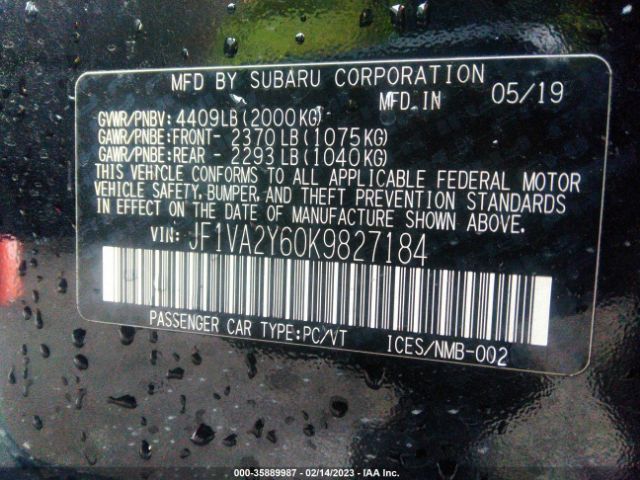 MFD BY SUBARU CORPORATION
MFD.IN 05/19
GVWR/PNBV: 4409LB(2000KG)
GAWR/PNBE:FRONT- 2370 LB(1075KG)
GAWR/PNBE:REAR - 2293 LB(1040KG)
THIS VEHICLE CONFORMS TO ALL APPLICABLE FEDERAL MOTOR
VEHICLE SAFETY, BUMPER, AND THEFT PREVENTION STANDARDS
IN EFFECT ON THE DATE OF MANUFACTURE SHOWN ABOVE.
VIN: JF1VA2Y60K9827184
PASSENGER CAR TYPE:PC/VT ICES/NMB-002
000-35889987 - 02/14/2023 - IAA Inc.